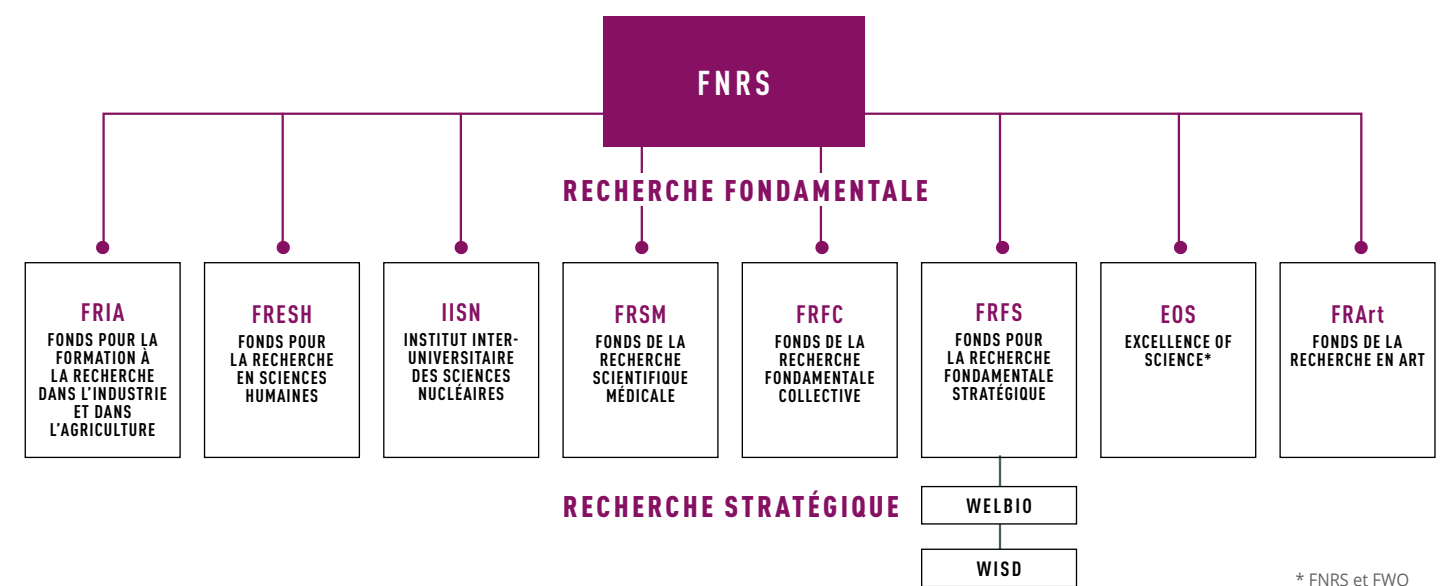 FNRS
RECHERCHE FONDAMENTALE
FRIA
FONDS POUR LA
FORMATION À
LA RECHERCHE
DANS L'INDUSTRIE
ET DANS
L'AGRICULTURE
FRESH
FONDS POUR
LA RECHERCHE
EN SCIENCES
HUMAINES
IISN
INSTITUT INTER-
UNIVERSITAIRE
DES SCIENCES
NUCLÉAIRES
FRSM
FONDS DE LA
RECHERCHE
SCIENTIFIQUE
MÉDICALE
FRFC
FONDS DE LA
RECHERCHE
FONDAMENTALE
COLLECTIVE
FRFS
FONDS POUR
LA RECHERCHE
FONDAMENTALE
STRATÉGIQUE
EOS
EXCELLENCE OF
SCIENCE*
FRArt
FONDS DE LA
RECHERCHE EN ART
RECHERCHE STRATÉGIQUE
WELBIO
WISD
* FNRS et FWO